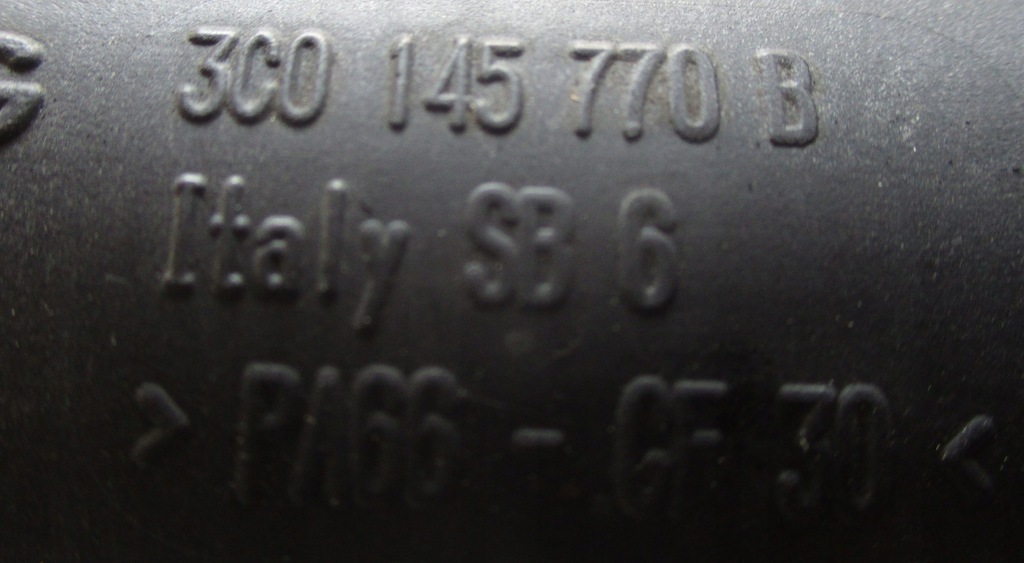 3C0 145 770 B
Italy SB 6
> PA66 - GF 30 <